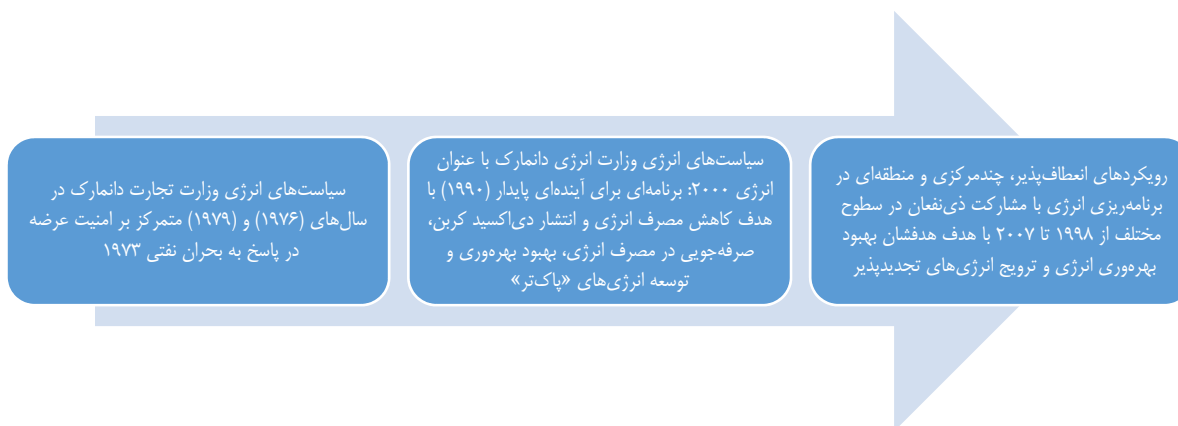 سیاست‌های انرژی وزارت تجارت دانمارک در
سال‌های (۱۹۷۶) و (۱۹۷۹) متمرکز بر امنیت عرضه
در پاسخ به بحران نفتی ۱۹۷۳
سیاست‌های انرژی وزارت انرژی دانمارک با عنوان
انرژی ۲۰۰۰: برنامه‌ای برای آینده‌ای پایدار (۱۹۹۰) با
هدف کاهش مصرف انرژی و انتشار دی‌اکسید کربن،
صرفه‌جویی در مصرف انرژی، بهبود بهره‌وری و
توسعه انرژی‌های «پاک‌تر»
رویکردهای انعطاف‌پذیر، چندمرکزی و منطقه‌ای در
برنامه‌ریزی انرژی با مشارکت ذی‌نفعان در سطوح
مختلف از ۱۹۹۸ تا ۲۰۰۷ با هدف هدفشان بهبود
بهره‌وری انرژی و ترویج انرژی‌های تجدیدپذیر